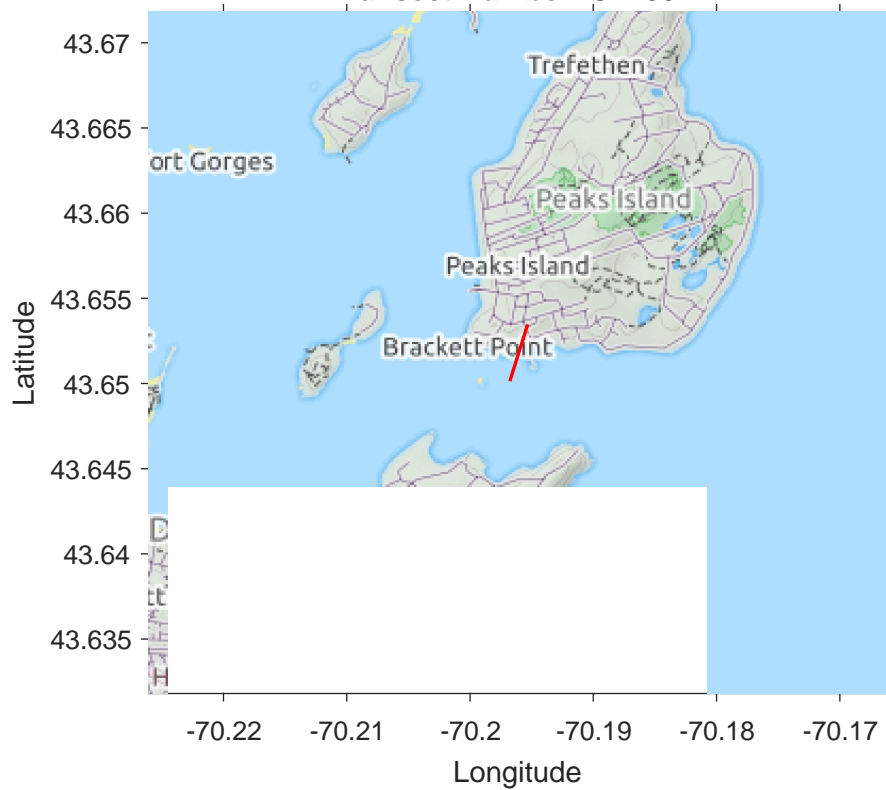 43.67
Trefethen
43.665
ort Gorges
43.66
Peaks Island
Peaks Island
43.655
Brackett Point
43.65
43.645
D
43.64
tt
43.635
H
-70.22 -70.21 -70.2 -70.19 -70.18 -70.17
Latitude
Longitude